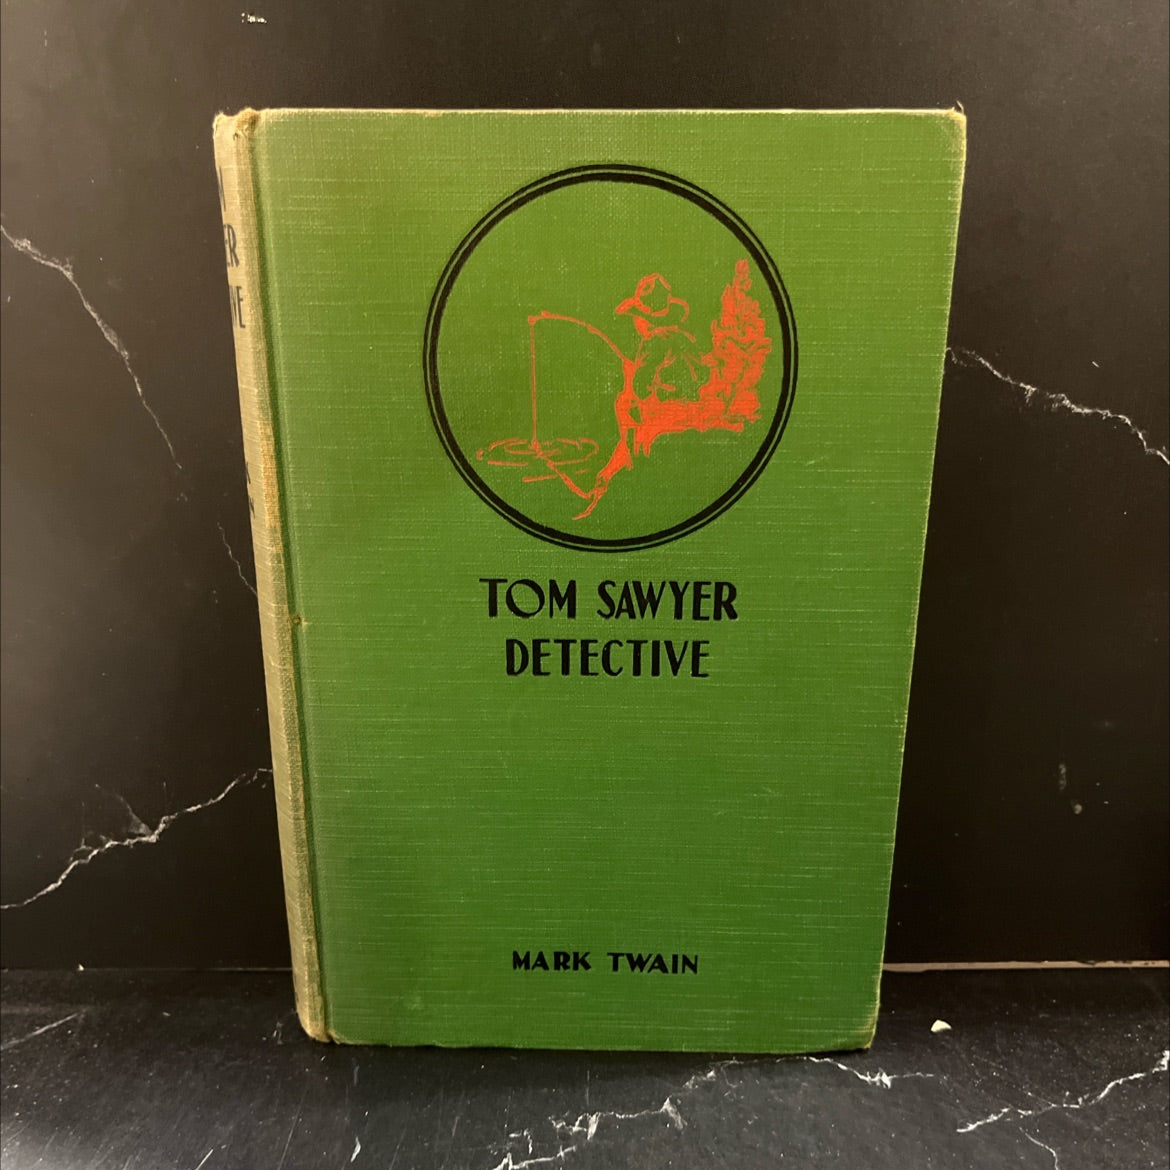 TOM SAWYER
DETECTIVE
MARK TWAIN